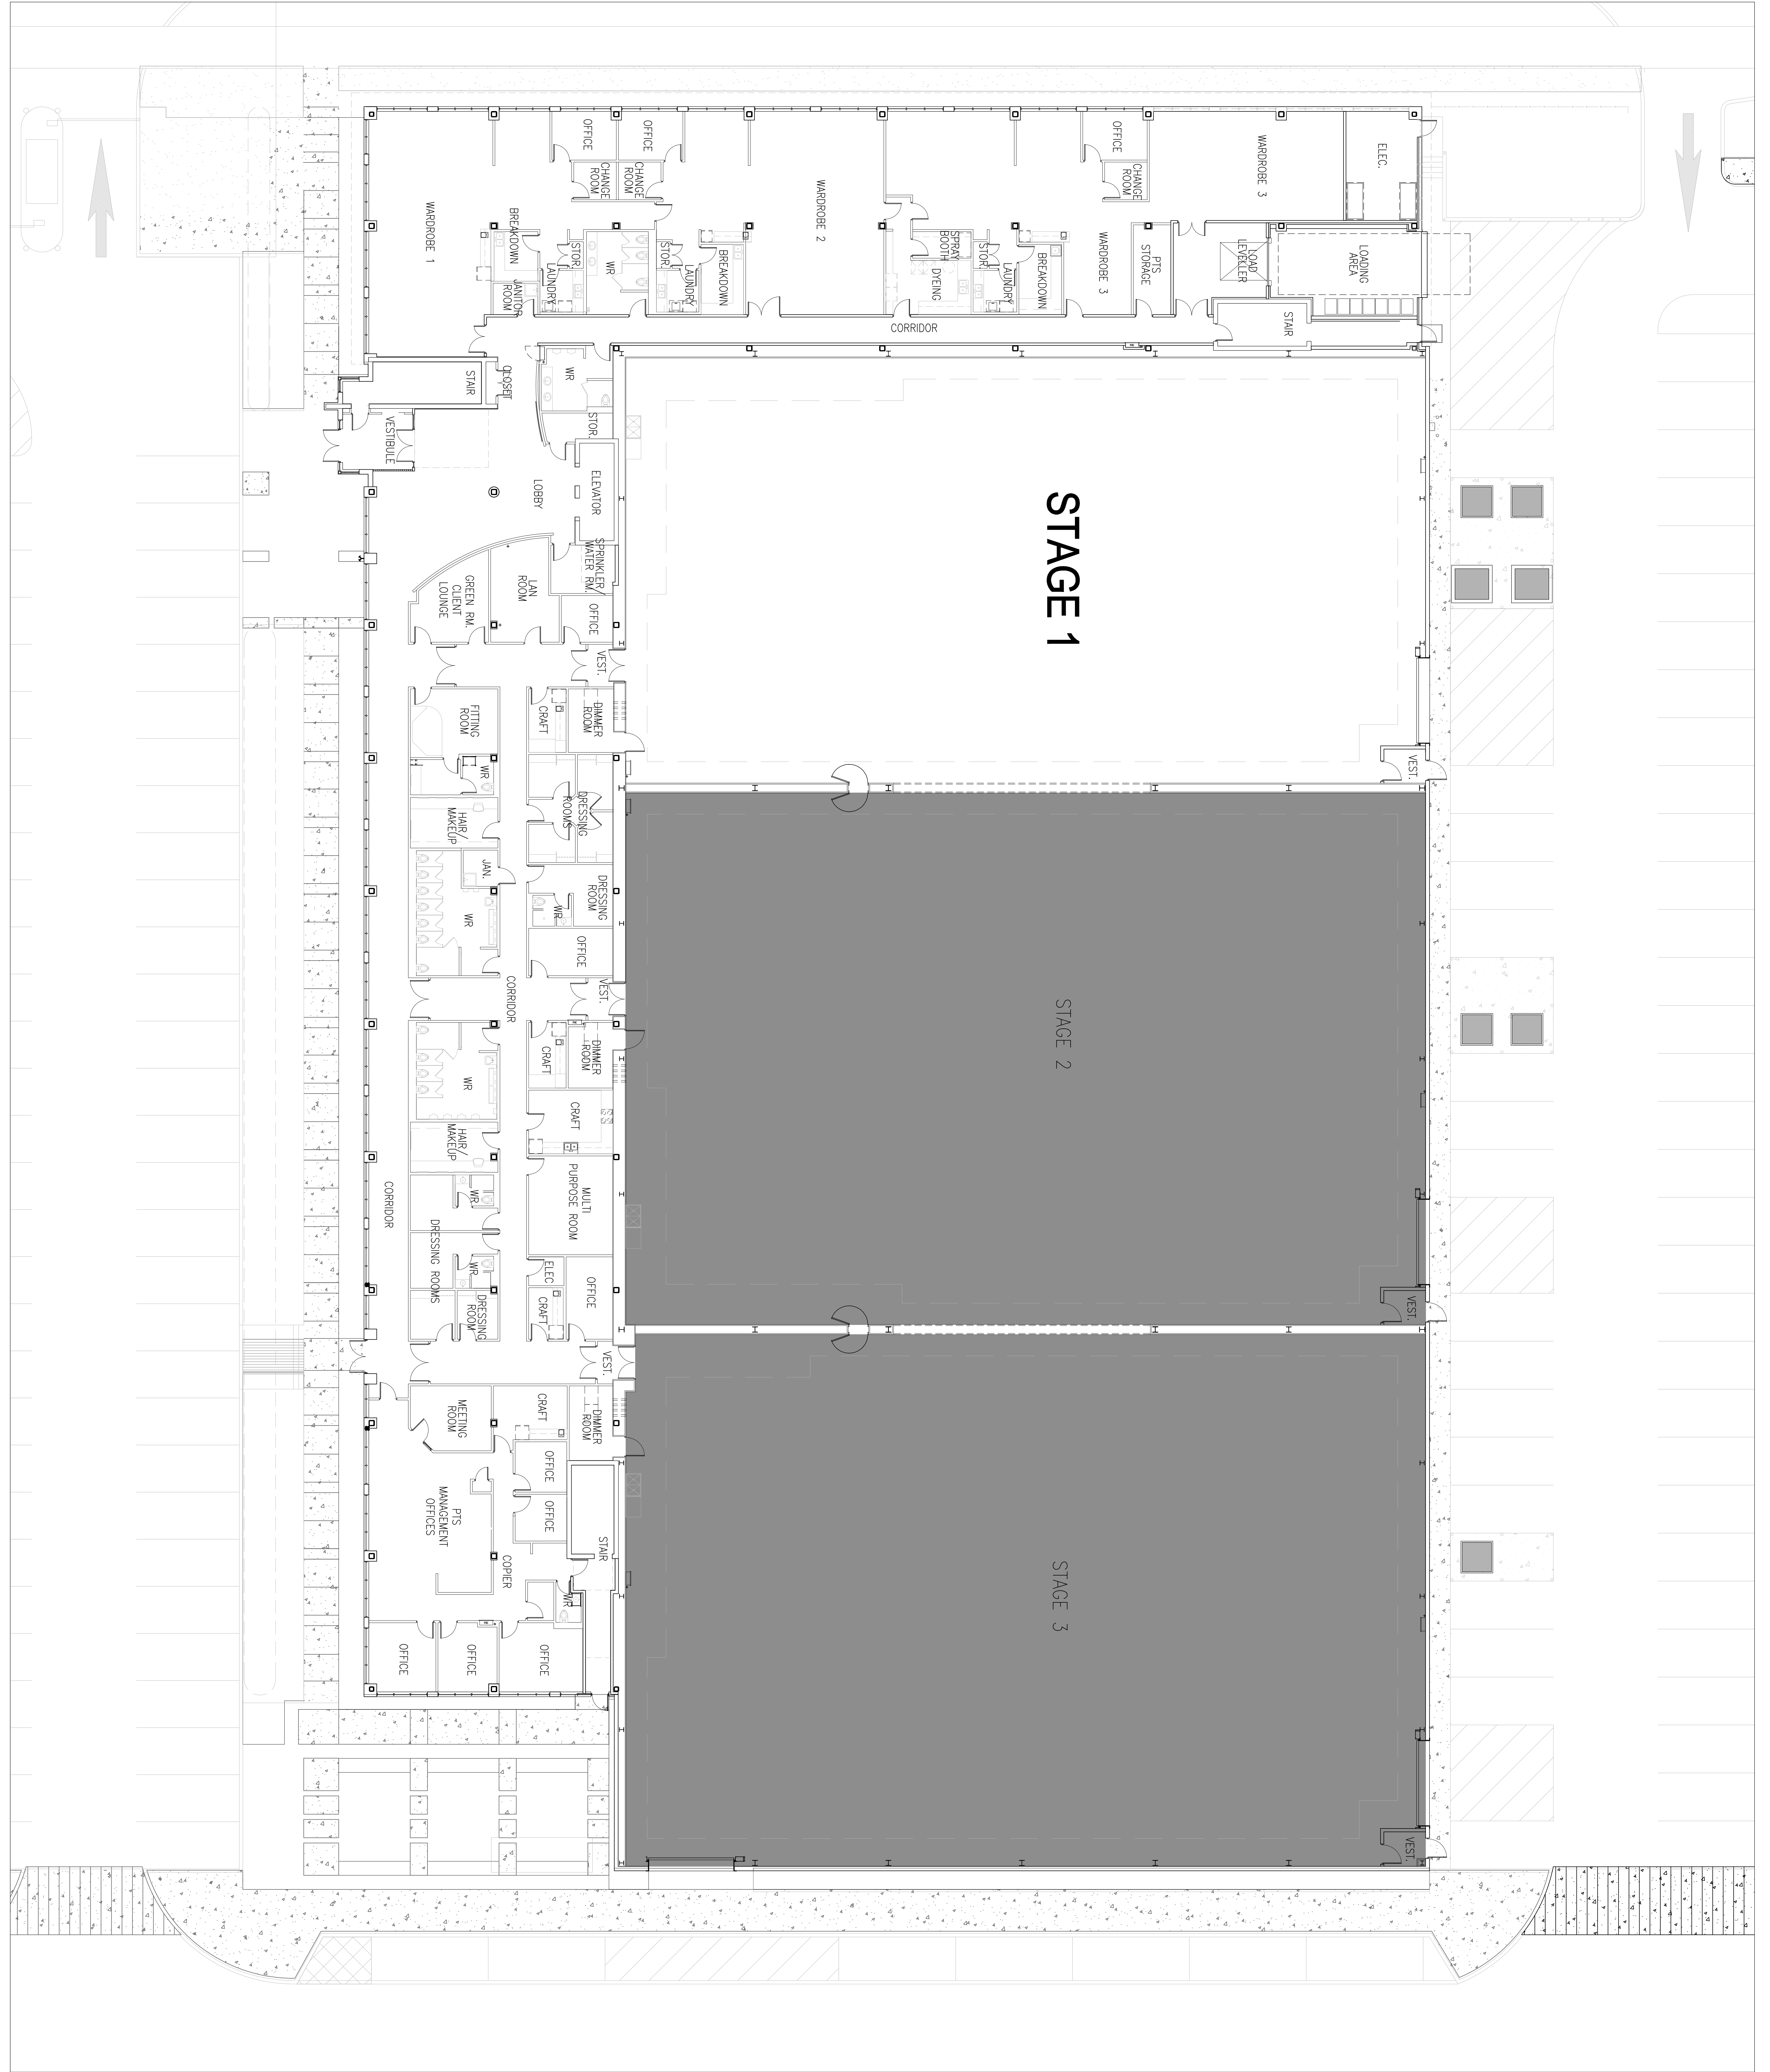 OFFICE
OFFICE
CHANGE
ROOM
CHANGE
ROOM
WARDROBE 1
BREAKDOWN
JANITOR
ROOM
STOR.
LAUNDRY
WR
STOR.
LAUNDRY
BREAKDOWN
WARDROBE 2
SPRAY
BOOTH
DYEING
STOR.
LAUNDRY
BREAKDOWN
OFFICE
CHANGE
ROOM
WARDROBE 3
WARDROBE 3
PTS
STORAGE
ELEC.
LOAD
LEVELLER
LOADING
AREA
STAIR
CORRIDOR
STAIR
CLOSET
WR
STOR.
VESTIBULE
LOBBY
ELEVATOR
SPRINKLER/
WATER RM.
LAN
ROOM
GREEN RM.
CLIENT
LOUNGE
OFFICE
VEST.
STAGE 1
VEST.
FITTING
ROOM
WR
CRAFT
DIMMER
ROOM
HAIR/
MAKEUP
DRESSING
ROOMS
JAN.
WR
DRESSING
ROOM
WR
OFFICE
CORRIDOR
VEST.
STAGE 2
VEST.
WR
CRAFT
DIMMER
ROOM
HAIR/
MAKEUP
CRAFT
MULTI
PURPOSE ROOM
WR
CORRIDOR
DRESSING ROOMS
WR
DRESSING
ROOM
ELEC
CRAFT
OFFICE
VEST.
STAGE 3
VEST.
MEETING
ROOM
CRAFT
DIMMER
ROOM
OFFICE
OFFICE
PTS
MANAGEMENT
OFFICES
STAIR
COPIER
WR
OFFICE
OFFICE
OFFICE